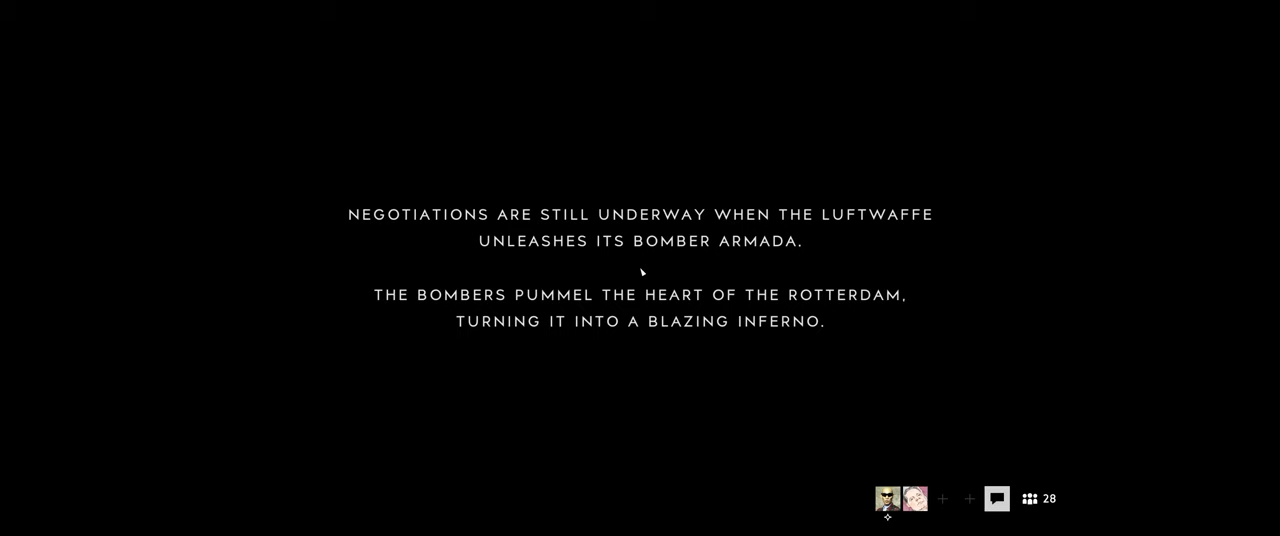 NEGOTIATIONS ARE STILL UNDERWAY WHEN THE LUFTWAFFE
UNLEASHES ITS BOMBER ARMADA.
THE BOMBERS PUMMEL THE HEART OF THE ROTTERDAM,
TURNING IT INTO A BLAZING INFERNO.
28